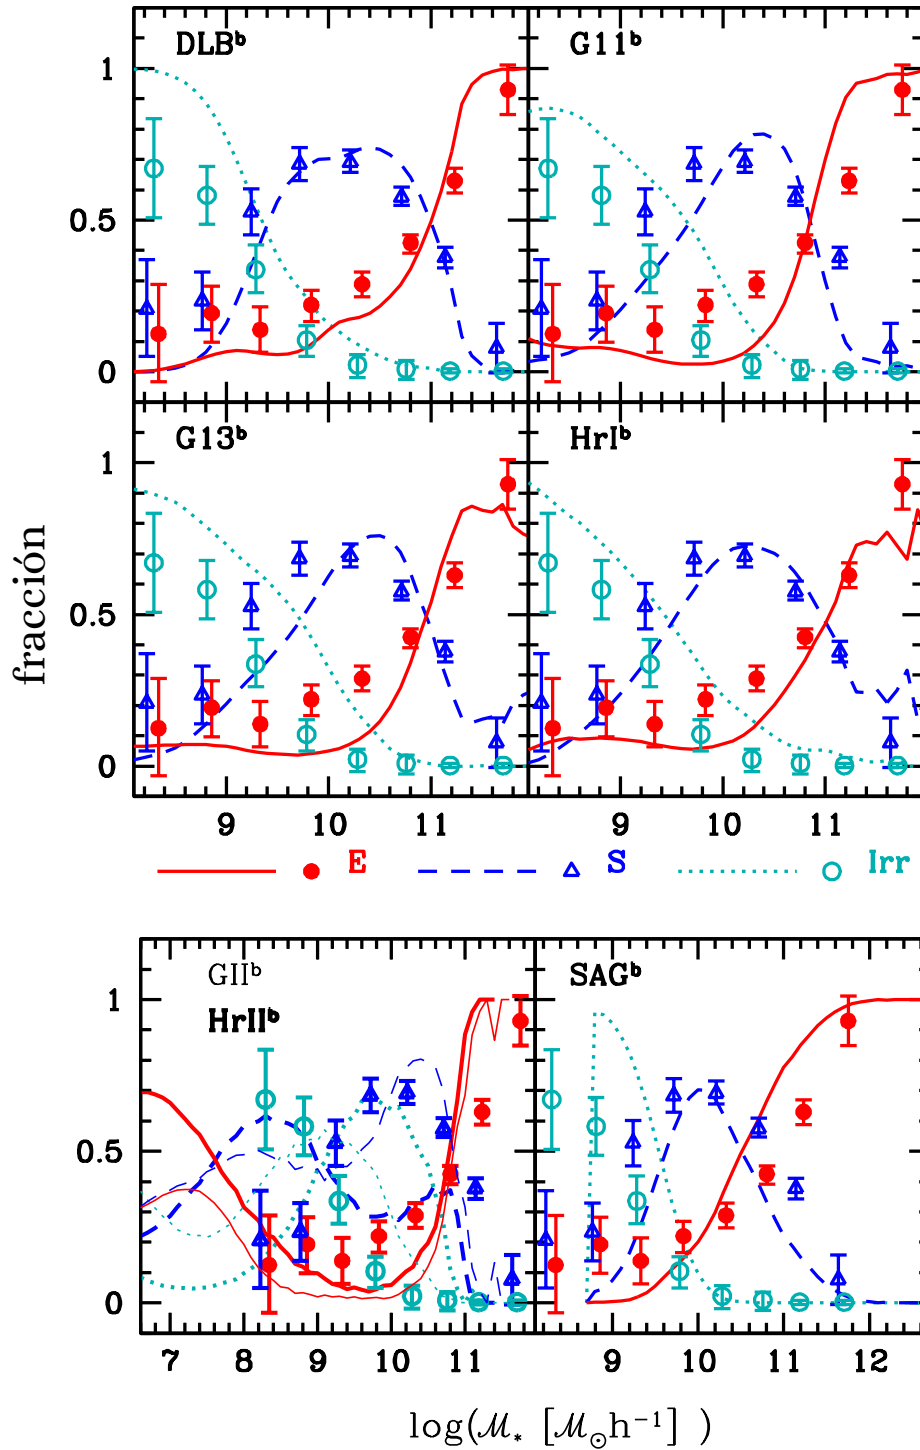 DLBᵇ G11ᵇ
1
0.5
0
G13ᵇ HrIᵇ
1
0.5
0
fracción
9 10 11 9 10 11
E S Irr
GIIᵇ SAGᵇ
HrIIᵇ
1
0.5
0
7 8 9 10 11 9 10 11 12
log(ℳ* [ℳ⊙h⁻¹] )